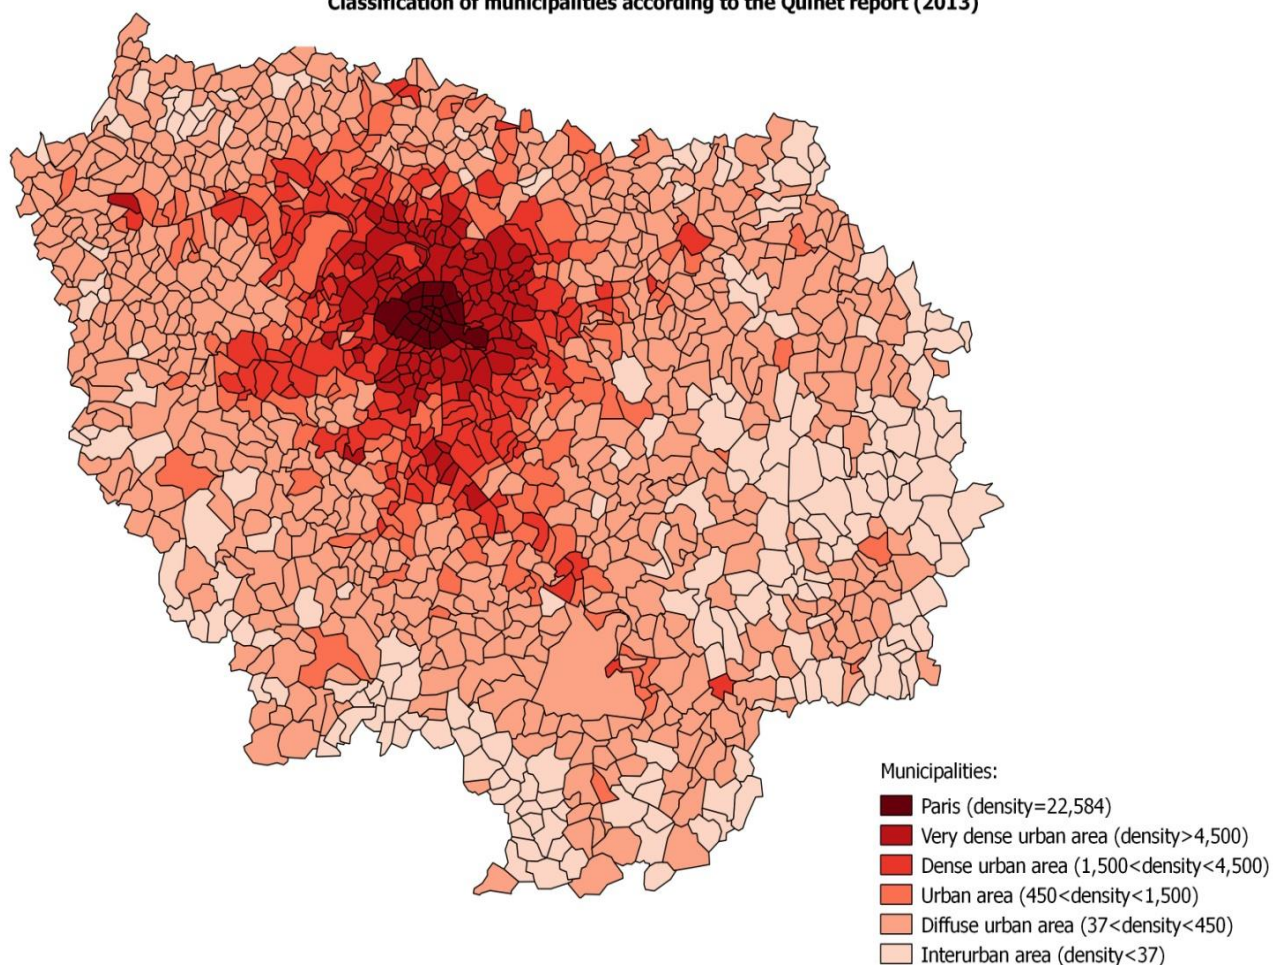 Classification of municipalities according to the Quinet report (2013)
Municipalities:
Paris (density=22,584)
Very dense urban area (density>4,500)
Dense urban area (1,500<density<4,500)
Urban area (450<density<1,500)
Diffuse urban area (37<density<450)
Interurban area (density<37)